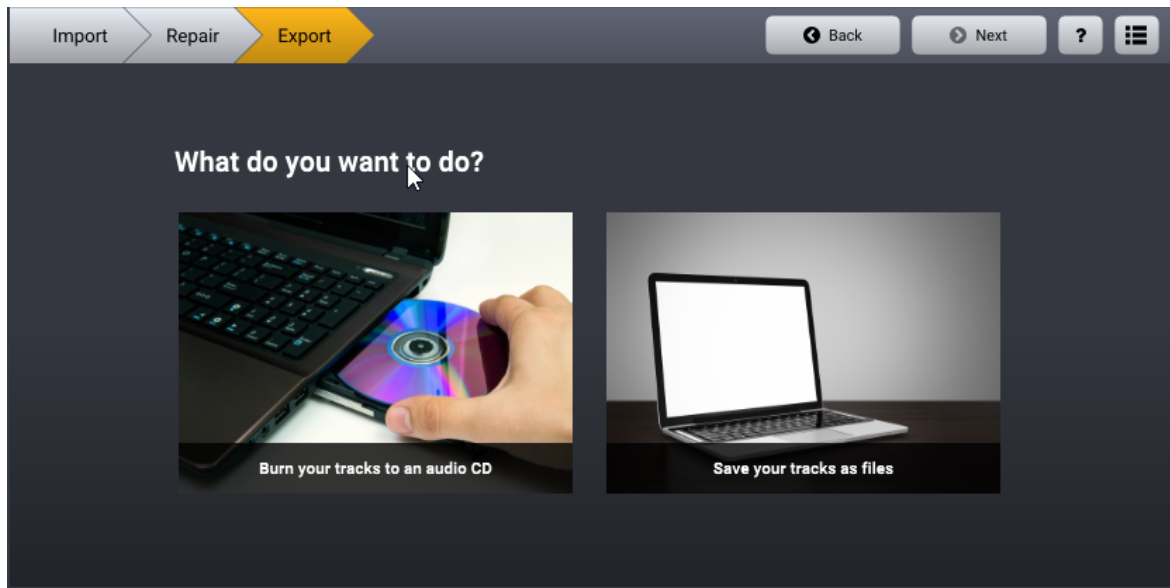 Import
Repair
Export
Back
Next
?
What do you want to do?
Burn your tracks to an audio CD
Save your tracks as files